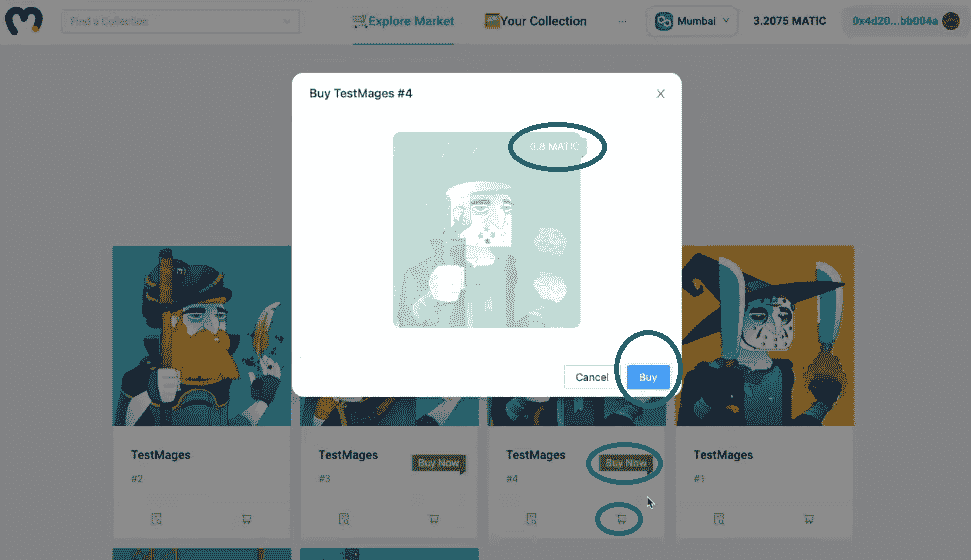 Find a Collection
Explore Market
Your Collection
...
Mumbai
3.2075 MATIC
0x4d20...bb004a
Buy TestMages #4
0.8 MATIC
Cancel
Buy
TestMages
#2
TestMages
Buy Now
#3
TestMages
Buy Now
#4
TestMages
#1